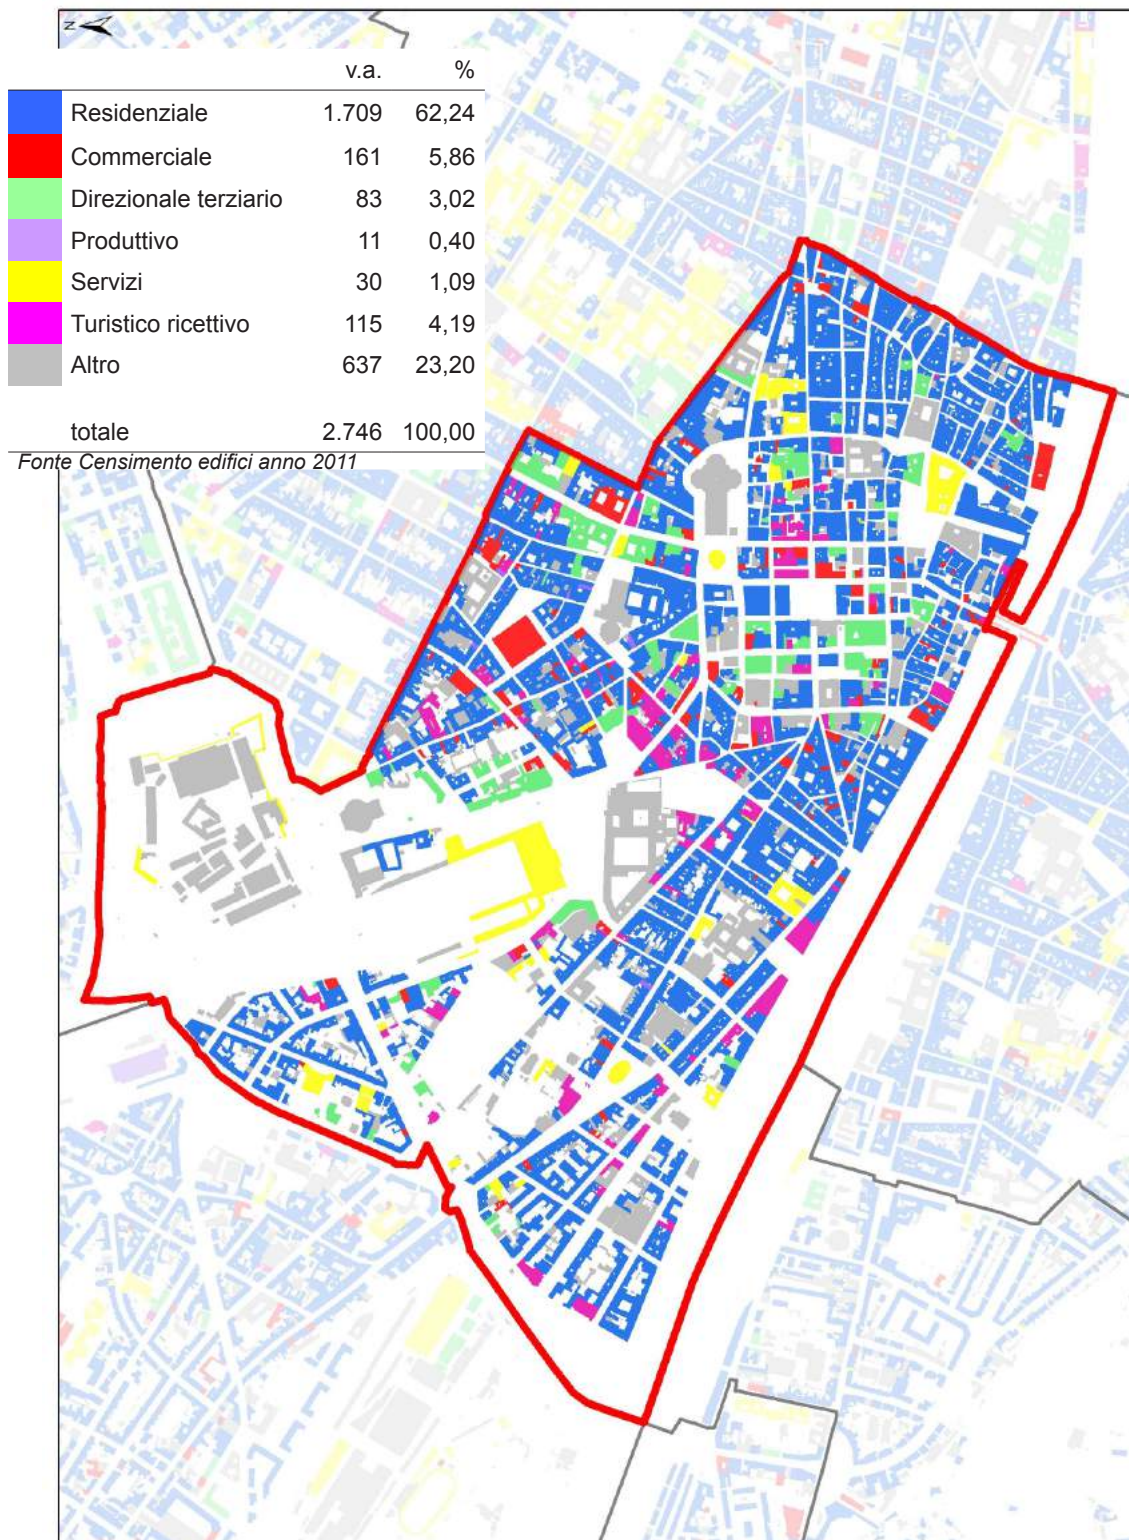 Z
v.a. %
Residenziale 1.709 62,24
Commerciale 161 5,86
Direzionale terziario 83 3,02
Produttivo 11 0,40
Servizi 30 1,09
Turistico ricettivo 115 4,19
Altro 637 23,20
totale 2.746 100,00
Fonte Censimento edifici anno 2011